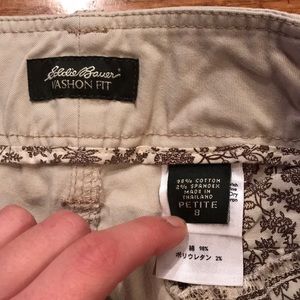 Eddie Bauer
VASHON FIT
98% COTTON
2% SPANDEX
MADE IN
THAILAND
PETITE
8
綿 98%
ポリウレタン 2%